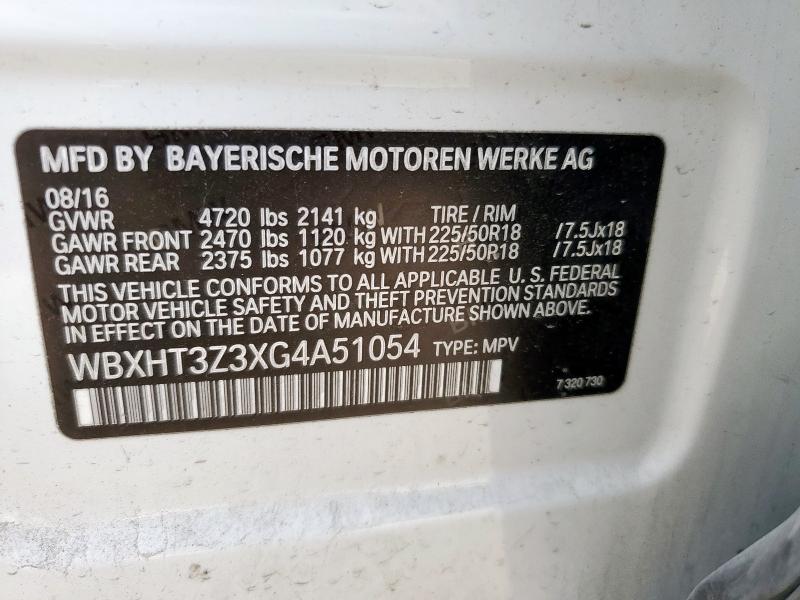 MFD BY BAYERISCHE MOTOREN WERKE AG
08/16
GVWR 4720 lbs 2141 kg TIRE / RIM
GAWR FRONT 2470 lbs 1120 kg WITH 225/50R18 /7.5Jx18
GAWR REAR 2375 lbs 1077 kg WITH 225/50R18 /7.5Jx18
THIS VEHICLE CONFORMS TO ALL APPLICABLE U.S. FEDERAL
MOTOR VEHICLE SAFETY AND THEFT PREVENTION STANDARDS
IN EFFECT ON THE DATE OF MANUFACTURE SHOWN ABOVE.
WBXHT3Z3XG4A51054 TYPE: MPV
7 320 730